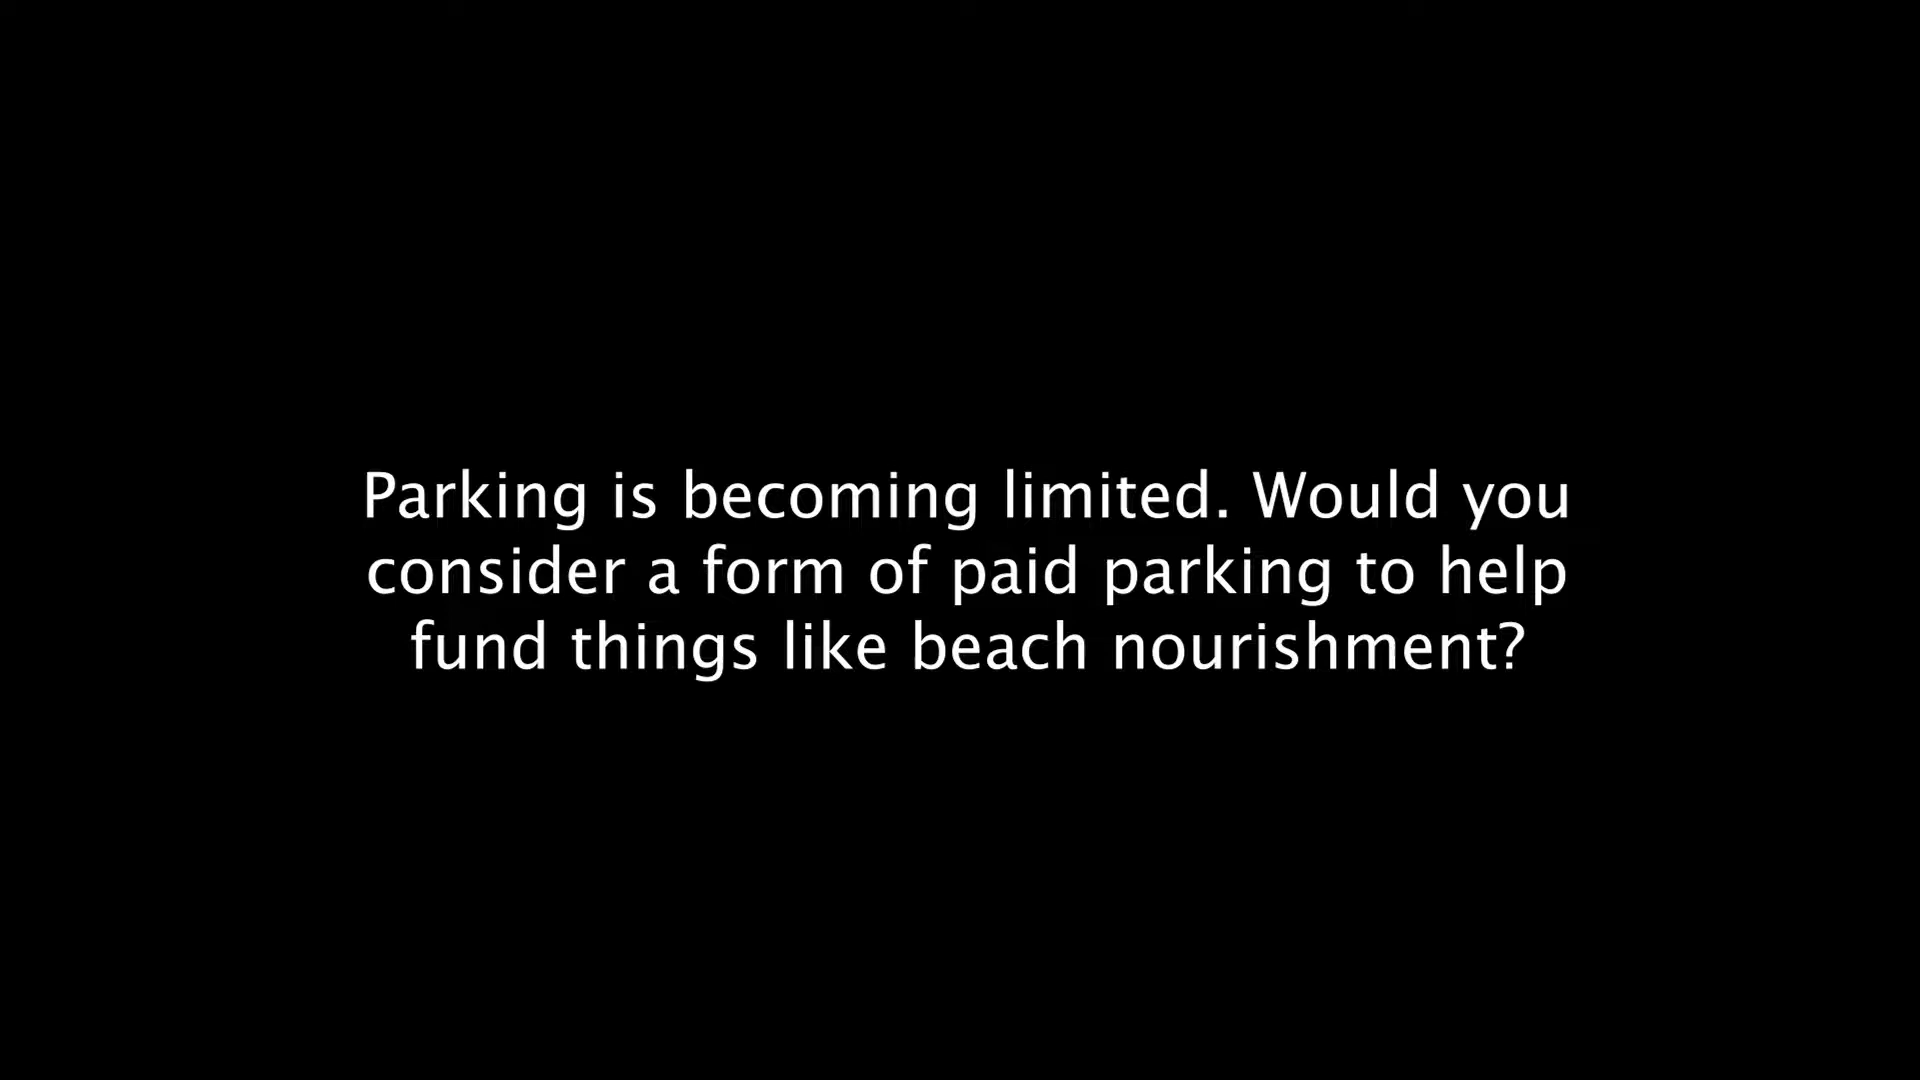 Parking is becoming limited. Would you
consider a form of paid parking to help
fund things like beach nourishment?